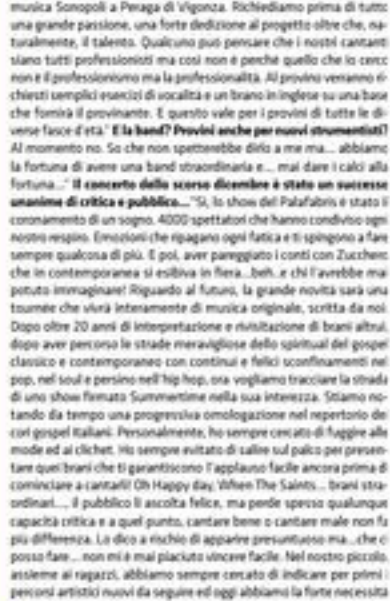 musica Sonopoli a Peraga di Vigonza. Richiediamo prima di tutto
una grande passione, una forte dedizione al progetto oltre che, na-
turalmente, il talento. Qualcuno può pensare che i nostri cantanti
siano tutti professionisti ma così non è perché quello che io cerco
non è il professionismo ma la professionalità. Al provino verranno ri-
chiesti semplici esercizi di vocalità e un brano in inglese su una base
che fornirà il provinante. E questo vale per i provini di tutte le di-
verse fasce d'età." E la band? Provini anche per nuovi strumentisti?
Al momento no. So che non spetterebbe dirlo a me ma... abbiamo
la fortuna di avere una band straordinaria e... mai dare i calci alla
fortuna..." Il concerto dello scorso dicembre è stato un successo
unanime di critica e pubblico... "Sì, lo show del Palafabris è stato il
coronamento di un sogno. 4000 spettatori che hanno condiviso ogni
nostro respiro. Emozioni che ripagano ogni fatica e ti spingono a fare
sempre qualcosa di più. E poi, aver pareggiato i conti con Zucchero
che in contemporanea si esibiva in fiera...beh..e chi l'avrebbe mai
potuto immaginare! Riguardo al futuro, la grande novità sarà una
tournée che vivrà interamente di musica originale, scritta da noi.
Dopo oltre 20 anni di interpretazione e rivisitazione di brani altrui,
dopo aver percorso le strade meravigliose dello spiritual del gospel
classico e contemporaneo con continui e felici sconfinamenti nel
pop, nel soul e persino nell'hip hop, ora vogliamo tracciare la strada
di uno show firmato Summertime nella sua interezza. Stiamo no-
tando da tempo una progressiva omologazione nel repertorio dei
cori gospel italiani. Personalmente, ho sempre cercato di fuggire alle
mode ed ai clichet. Ho sempre evitato di salire sul palco per presen-
tare quei brani che ti garantiscono l'applauso facile ancora prima di
cominciare a cantarli! Oh Happy day, When The Saints... brani stra-
ordinari..., il pubblico li ascolta felice, ma perde spesso qualunque
capacità critica e a quel punto, cantare bene o cantare male non fa
più differenza. Lo dico a rischio di apparire presuntuoso ma...che ci
posso fare... non mi è mai piaciuto vincere facile. Nel nostro piccolo,
assieme ai ragazzi, abbiamo sempre cercato di indicare per primi i
percorsi artistici nuovi da seguire ed oggi abbiamo la forte necessità